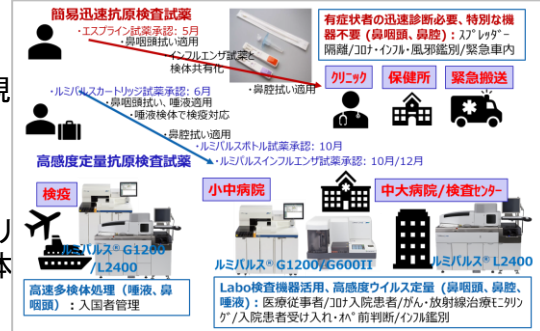 簡易迅速抗原検査試薬
・エスプライン試薬承認: 5月
・鼻咽頭拭い適用
・インフルエンザ試薬と
検体共有化
・鼻腔拭い適用
有症状者の迅速診断必要、特別な機
器不要 (鼻咽頭、鼻腔): スプレッダー
隔離/コロナ・インフル・風邪鑑別/緊急車内
クリニック
保健所
緊急搬送
規
・ルミパルスカートリッジ試薬承認: 6月
・鼻咽頭拭い、唾液適用
・唾液検体で検疫対応
・鼻腔拭い適用
・ルミパルスボトル試薬承認: 10月
・ルミパルスインフルエンザ試薬承認: 10月/12月
高感度定量抗原検査試薬
検疫
小中病院
中大病院/検査センター
リ
体
ルミパルス® G1200
/L2400
ルミパルス® G1200/G600II
ルミパルス® L2400
高速多検体処理 (唾液、鼻
咽頭) : 入国者管理
Labo検査機器活用、高感度ウイルス定量 (鼻咽頭、鼻腔、
唾液) : 医療従事者/コロナ入院患者/がん・放射線治療モニタリン
グ/入院患者受け入れ・オペ前判断/インフル鑑別